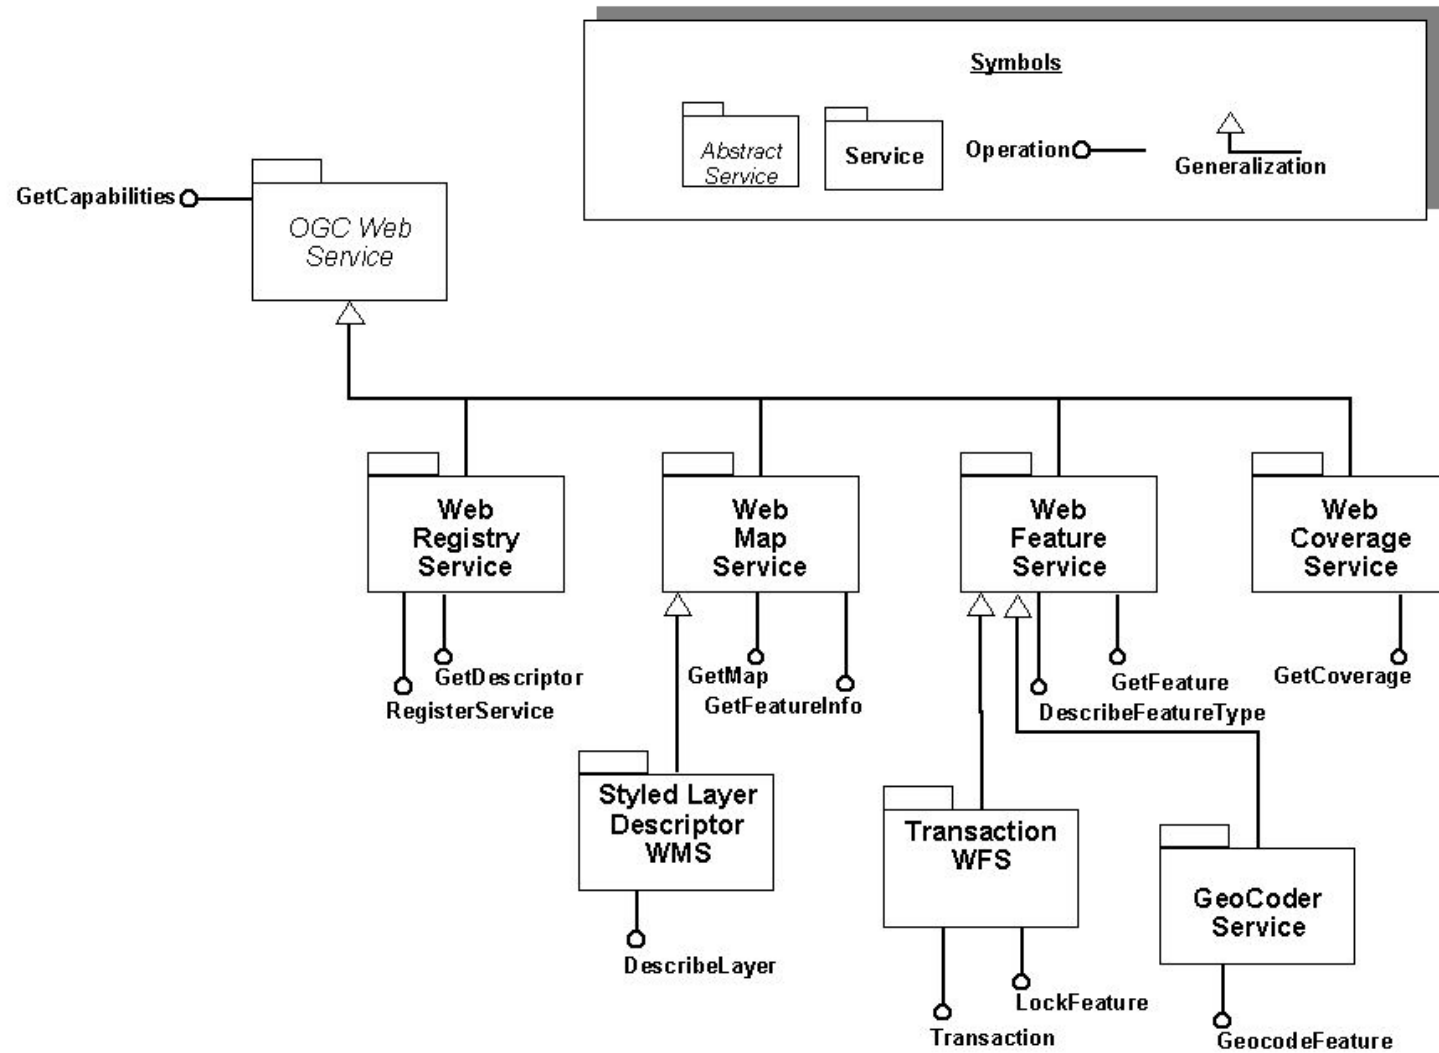 Symbols
Abstract
Service
Service
Operation
Generalization
GetCapabilities
OGC Web
Service
Web
Registry
Service
Web
Map
Service
Web
Feature
Service
Web
Coverage
Service
GetDescriptor
RegisterService
GetMap
GetFeatureInfo
GetFeature
DescribeFeatureType
GetCoverage
Styled Layer
Descriptor
WMS
Transaction
WFS
GeoCoder
Service
DescribeLayer
LockFeature
Transaction
GeocodeFeature